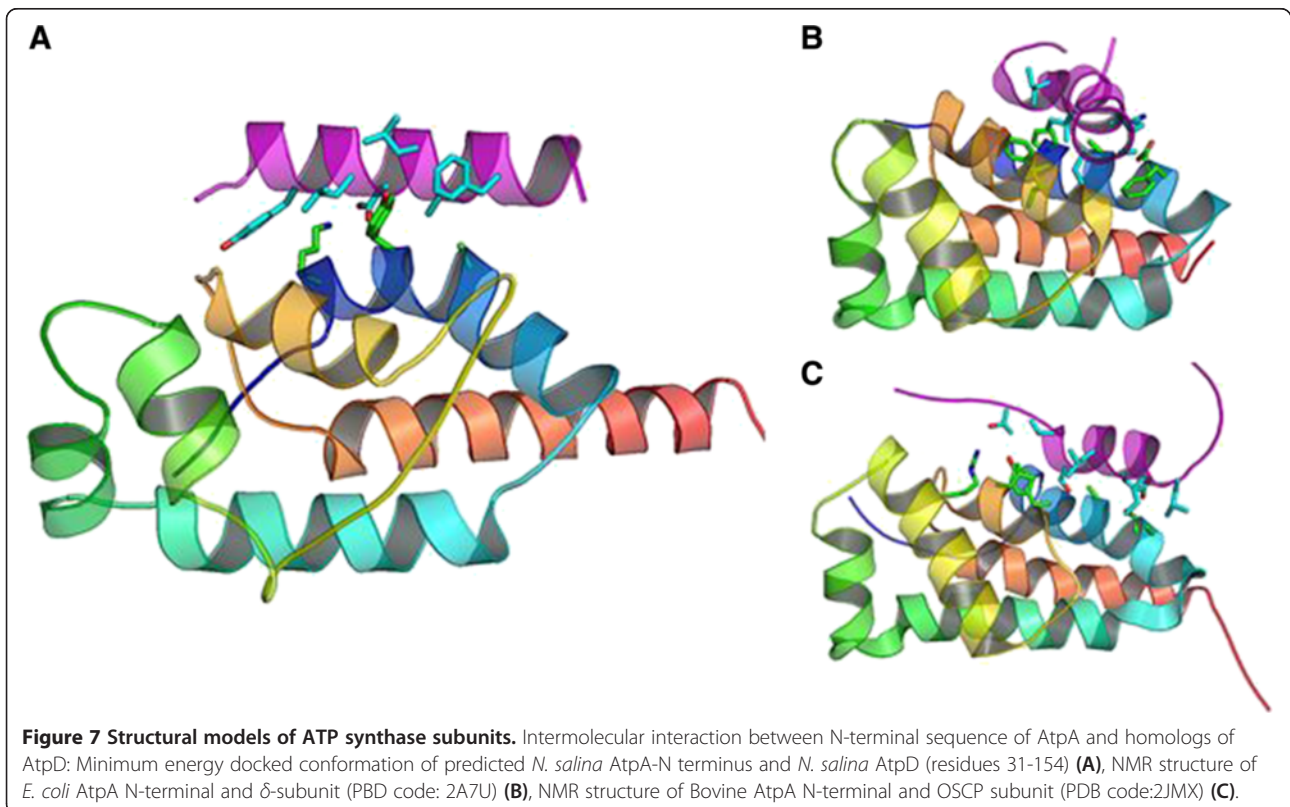 A
B
C
Figure 7 Structural models of ATP synthase subunits. Intermolecular interaction between N-terminal sequence of AtpA and homologs of
AtpD: Minimum energy docked conformation of predicted N. salina AtpA-N terminus and N. salina AtpD (residues 31-154) (A), NMR structure of
E. coli AtpA N-terminal and δ-subunit (PBD code: 2A7U) (B), NMR structure of Bovine AtpA N-terminal and OSCP subunit (PDB code:2JMX) (C).